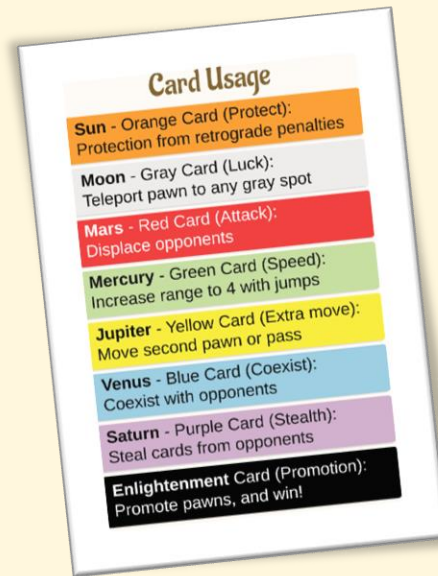 Card Usage
Sun - Orange Card (Protect):
Protection from retrograde penalties
Moon - Gray Card (Luck):
Teleport pawn to any gray spot
Mars - Red Card (Attack):
Displace opponents
Mercury - Green Card (Speed):
Increase range to 4 with jumps
Jupiter - Yellow Card (Extra move):
Move second pawn or pass
Venus - Blue Card (Coexist):
Coexist with opponents
Saturn - Purple Card (Stealth):
Steal cards from opponents
Enlightenment Card (Promotion):
Promote pawns, and win!